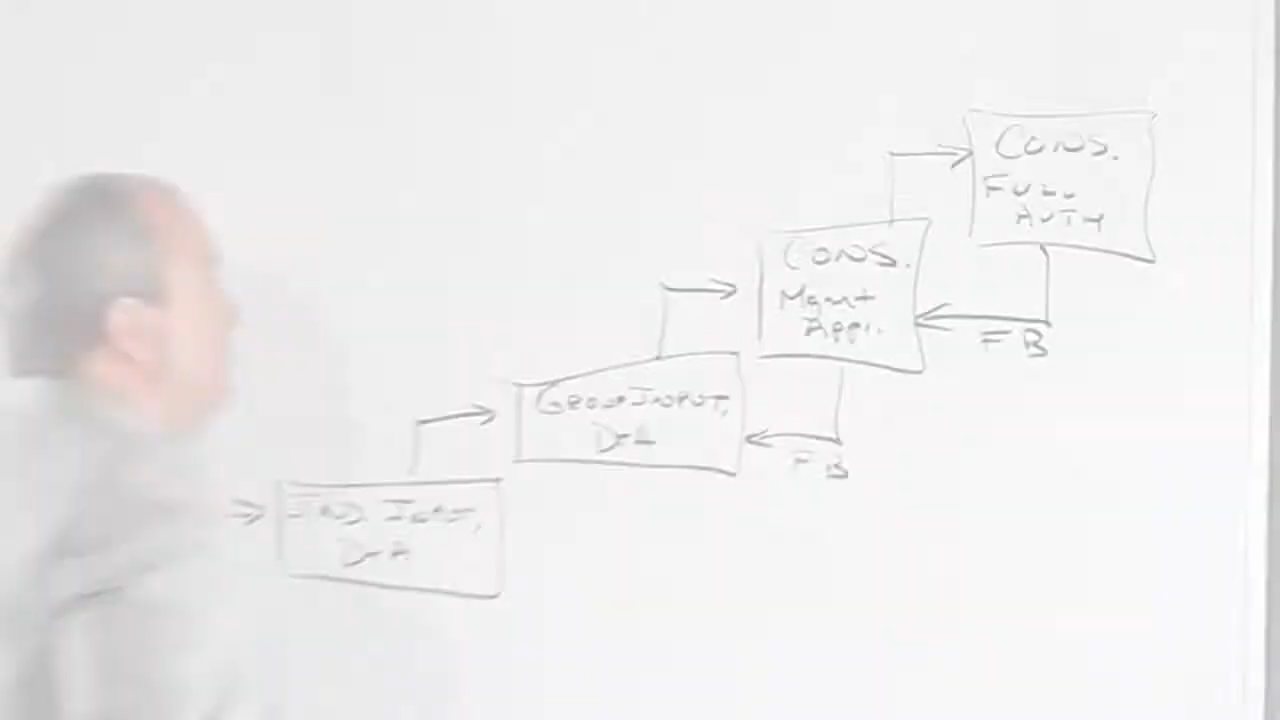 CONS.
FULL
AUTH
CONS.
Mgmt
Appr.
FB
GROUP INPUT,
D-A
FB
IND. INPUT,
D-A